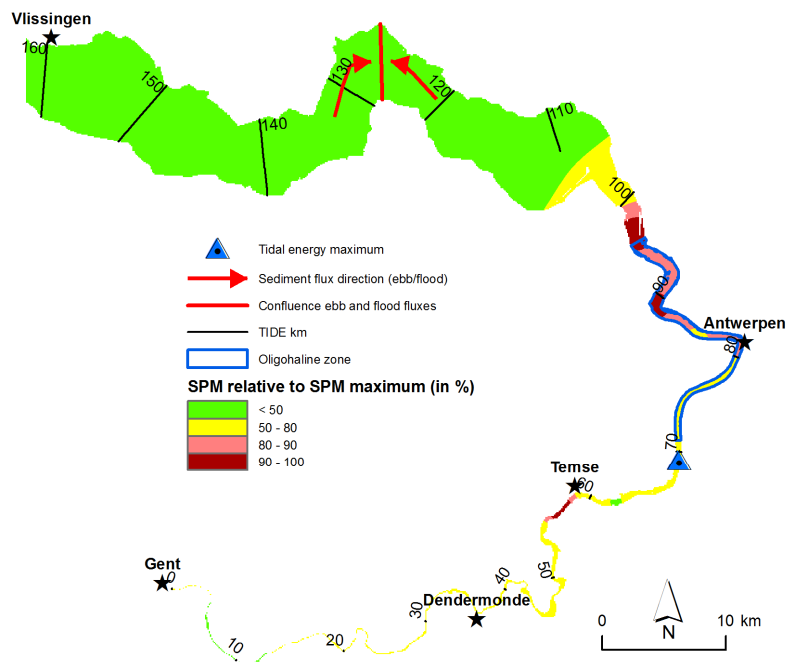 Vlissingen
160
150
140
130
120
110
100
90
Antwerpen
80
70
Temse
60
50
40
Dendermonde
30
20
10
Gent
0
Tidal energy maximum
Sediment flux direction (ebb/flood)
Confluence ebb and flood fluxes
TIDE km
Oligohaline zone
SPM relative to SPM maximum (in %)
< 50
50 - 80
80 - 90
90 - 100
N
0 10 km